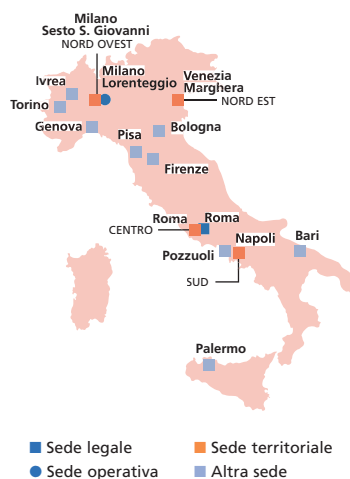 Milano
Sesto S. Giovanni
NORD OVEST
Ivrea
Milano
Lorenteggio
Venezia
Marghera
Torino
NORD EST
Genova
Pisa
Bologna
Firenze
Roma
Roma
CENTRO
Napoli
Bari
Pozzuoli
SUD
Palermo
Sede legale
Sede territoriale
Sede operativa
Altra sede